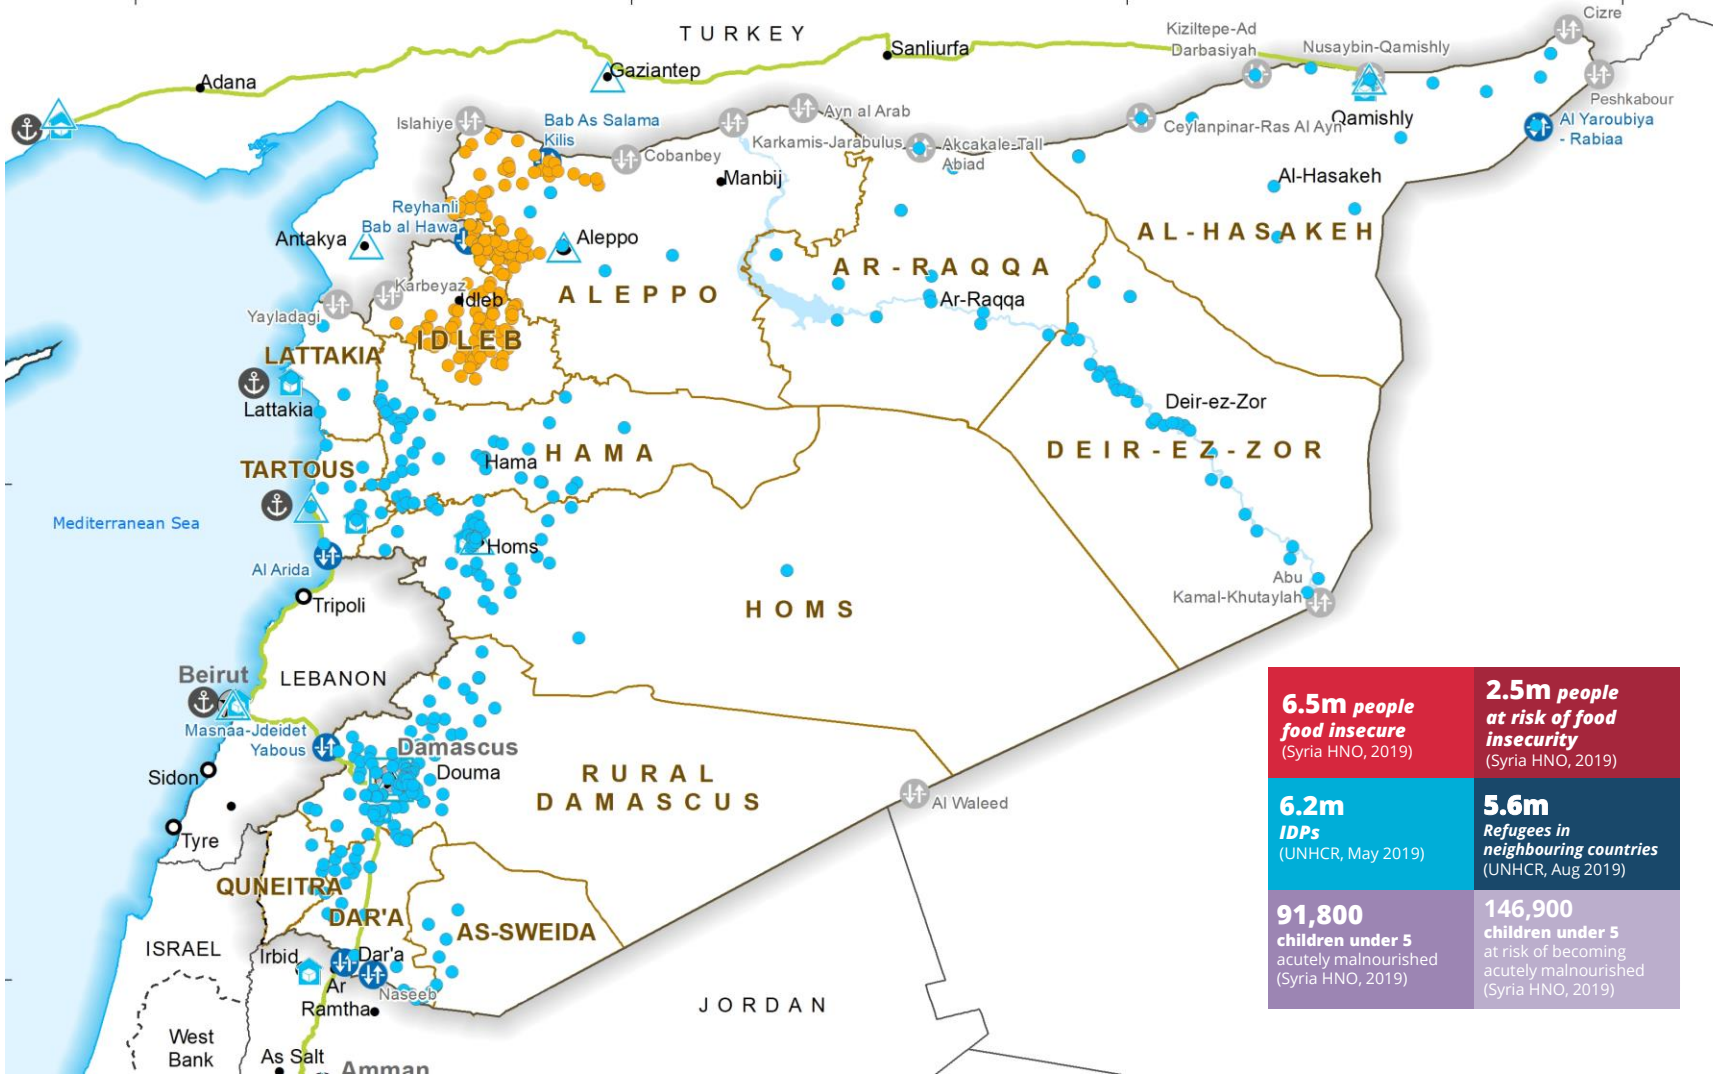 TURKEY
Cizre
Kiziltepe-Ad
Darbasiyah
Nusaybin-Qamishly
Sanliurfa
Gaziantep
Adana
Peshkabour
Islahiye
Bab As Salama
Kilis
Ayn al Arab
Cobanbey
Karkamis-Jarabulus
Akcakale-Tall
Abiad
Ceylanpinar-Ras Al Ayn
Qamishly
Al Yaroubiya
- Rabiaa
Manbij
Al-Hasakeh
Reyhanli
Bab al Hawa
Antakya
Aleppo
AL-HASAKEH
AR-RAQQA
ALEPPO
Karbeyaz
Idleb
Ar-Raqqa
Yayladagi
IDLEB
LATTAKIA
Lattakia
Deir-ez-Zor
DEIR-EZ-ZOR
HAMA
Hama
TARTOUS
Mediterranean Sea
Homs
Al Arida
Abu
Kamal-Khutaylah
Tripoli
HOMS
Beirut
LEBANON
Masnaa-Jdeidet
Yabous
Damascus
Douma
Sidon
RURAL
DAMASCUS
Al Waleed
Tyre
QUNEITRA
DAR'A
AS-SWEIDA
ISRAEL
Irbid
Dar'a
Naseeb
Ar
Ramtha
JORDAN
West
Bank
As Salt
Amman
6.5m people
food insecure
(Syria HNO, 2019)
2.5m people
at risk of food
insecurity
(Syria HNO, 2019)
6.2m
IDPs
(UNHCR, May 2019)
5.6m
Refugees in
neighbouring countries
(UNHCR, Aug 2019)
91,800
children under 5
acutely malnourished
(Syria HNO, 2019)
146,900
children under 5
at risk of becoming
acutely malnourished
(Syria HNO, 2019)